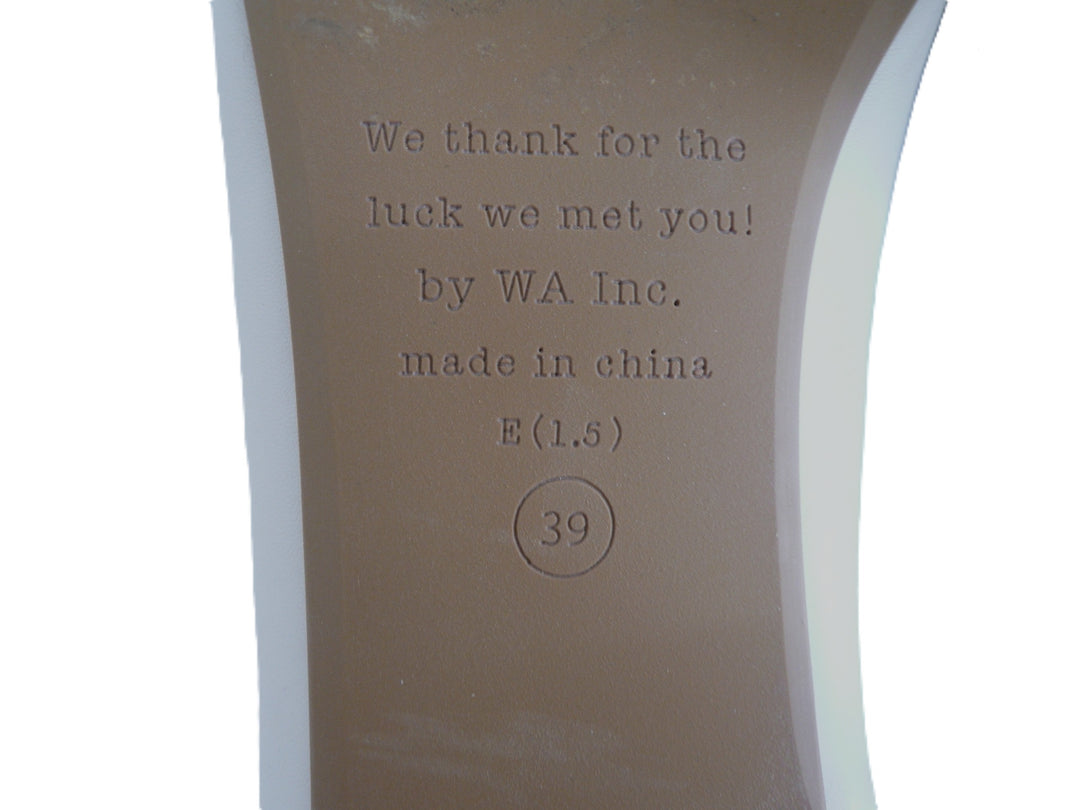 We thank for the
luck we met you!
by WA Inc.
made in china
E(1.5)
39